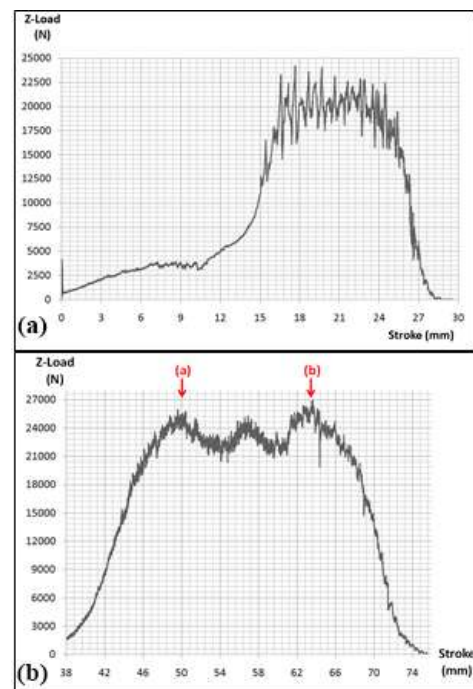 Z-Load
(N)
25000
22500
20000
17500
15000
12500
10000
7500
5000
2500
0
0 3 6 9 12 15 18 21 24 27 30
(a) Stroke (mm)
Z-Load
(N)
(a) (b)
27000
24000
21000
18000
15000
12000
9000
6000
3000
0
Stroke
38 42 46 50 54 58 62 66 70 74
(mm)
(b)